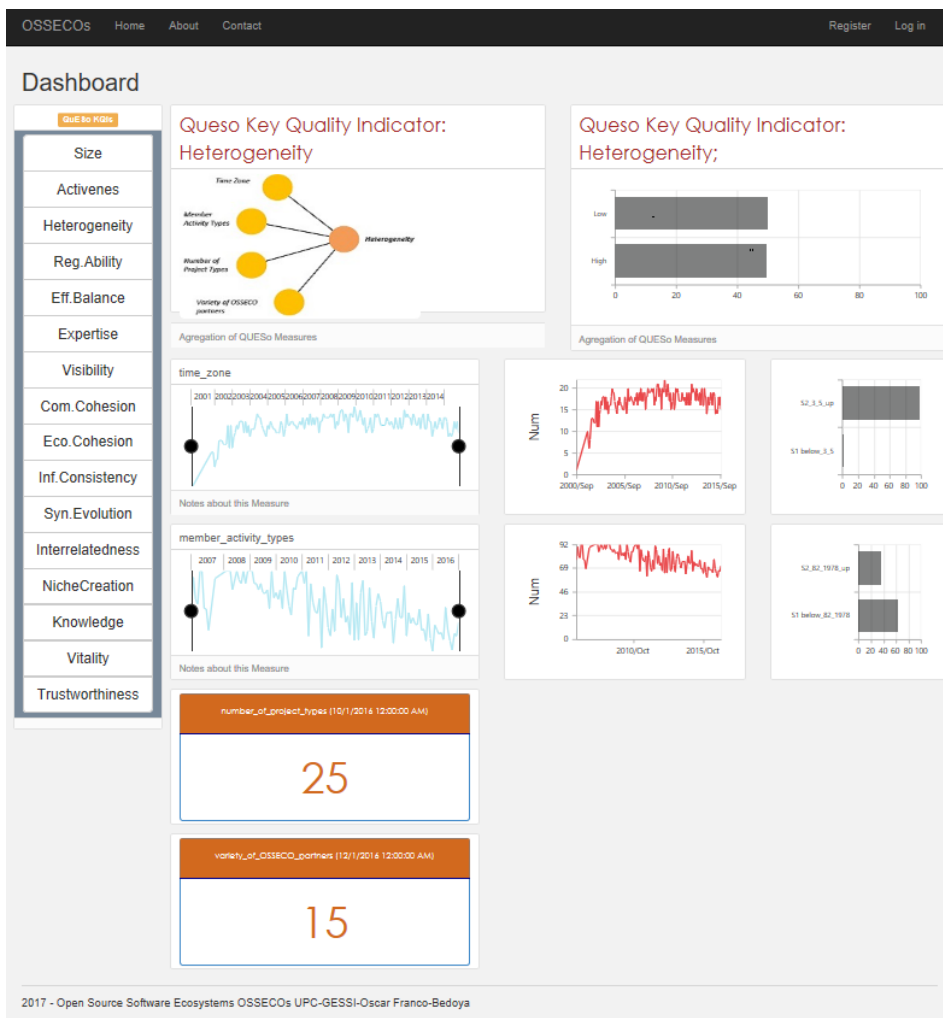 OSSECOs Home About Contact Register Log in
Dashboard
QuESo KQIs
Size
Activenes
Heterogeneity
Reg.Ability
Eff.Balance
Expertise
Visibility
Com.Cohesion
Eco.Cohesion
Inf.Consistency
Syn.Evolution
Interrelatedness
NicheCreation
Knowledge
Vitality
Trustworthiness
Queso Key Quality Indicator:
Heterogeneity
Time Zone
Member
Activity Types
Number of
Project Types
Variety of OSSECO
partners
Heterogeneity
Agregation of QUESo Measures
Queso Key Quality Indicator:
Heterogeneity;
Low
High
0 20 40 60 80 100
Agregation of QUESo Measures
time_zone
2001 2002 2003 2004 2005 2006 2007 2008 2009 2010 2011 2012 2013 2014
Notes about this Measure
Num
20
15
10
5
0
2000/Sep 2005/Sep 2010/Sep 2015/Sep
S2_3_5_up
S1 below_3_5
0 20 40 60 80 100
member_activity_types
2007 2008 2009 2010 2011 2012 2013 2014 2015 2016
Notes about this Measure
Num
92
69
46
23
0
2010/Oct 2015/Oct
S2_82_1978_up
S1 below_82_1978
0 20 40 60 80 100
number_of_project_types (10/1/2016 12:00:00 AM)
25
variety_of_OSSECO_partners (12/1/2016 12:00:00 AM)
15
2017 - Open Source Software Ecosystems OSSECOs UPC-GESSI-Oscar Franco-Bedoya